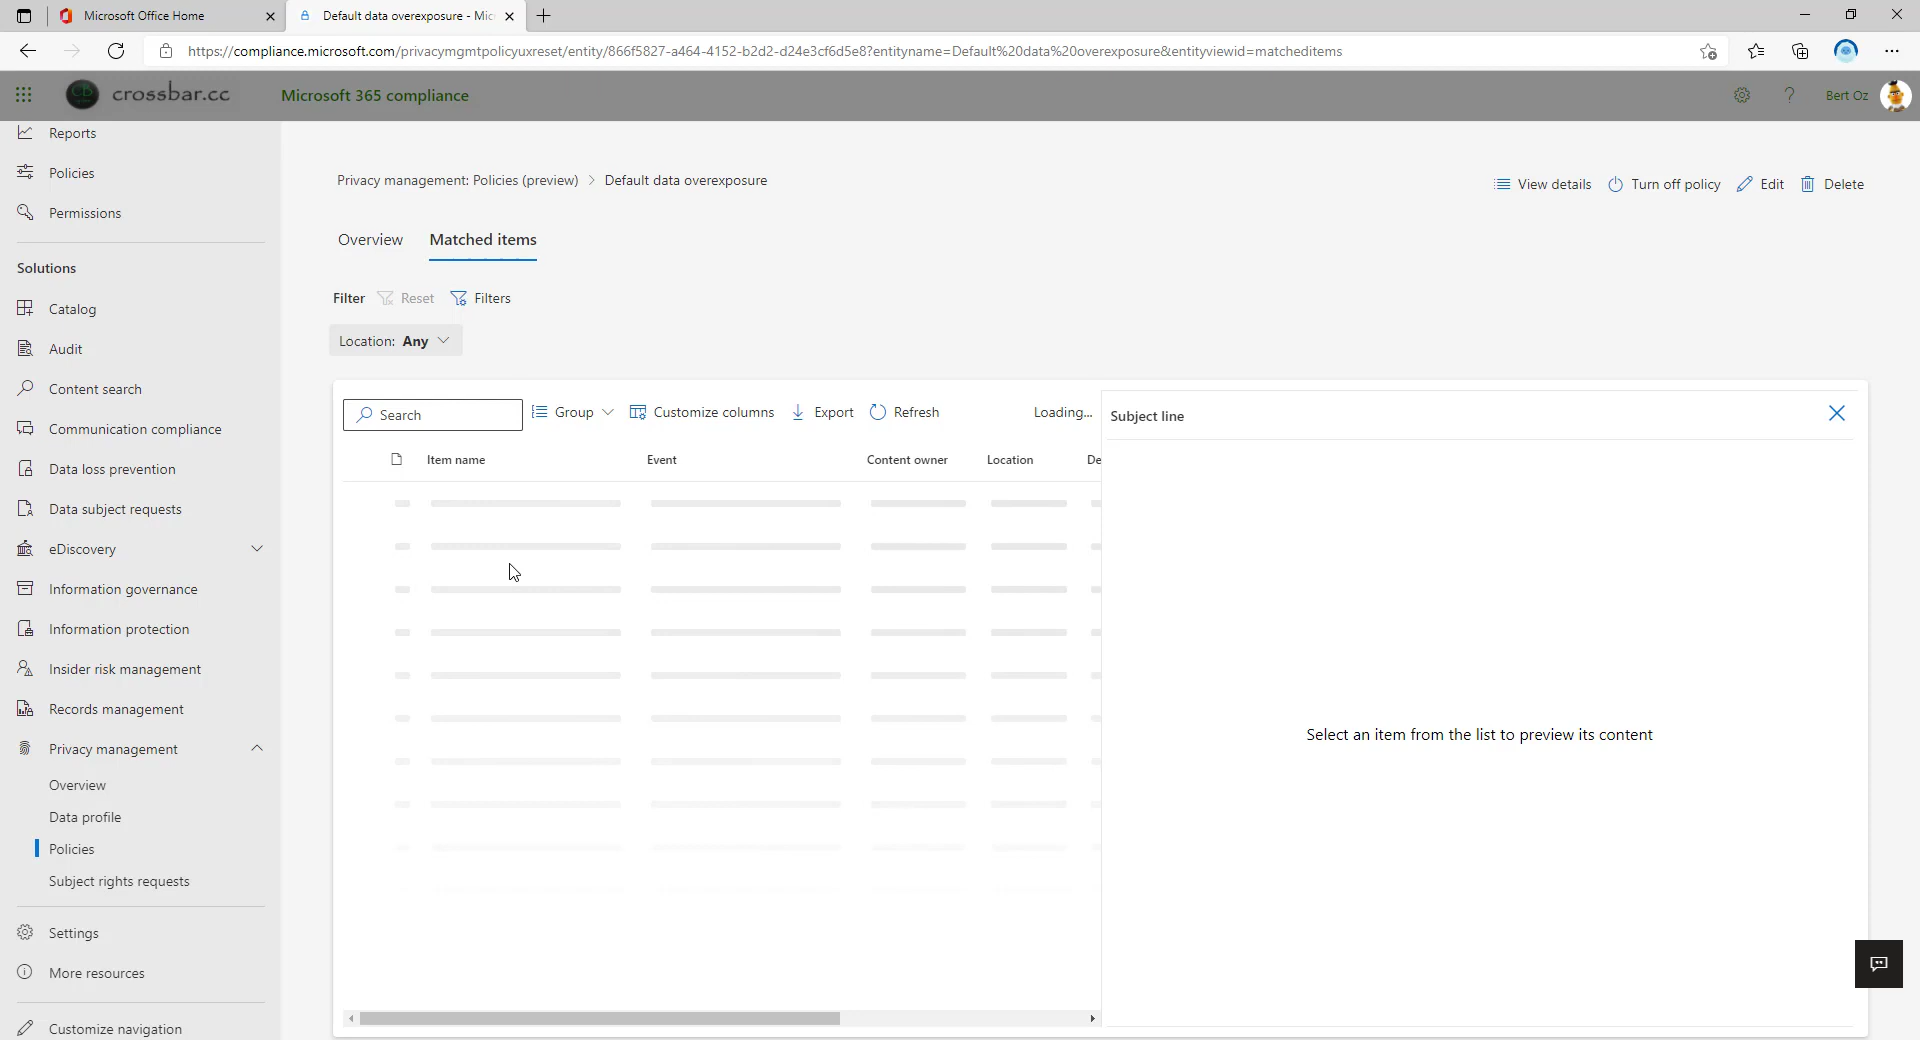 Microsoft Office Home
Default data overexposure - Mic
https://compliance.microsoft.com/privacymgmtpolicyuxreset/entity/866f5827-a464-4152-b2d2-d24e3cf6d5e8?entityname=Default%20data%20overexposure&entityviewid=matcheditems
CB crossbar.cc
Microsoft 365 compliance
Bert Oz
Reports
Policies
Permissions
Solutions
Catalog
Audit
Content search
Communication compliance
Data loss prevention
Data subject requests
eDiscovery
Information governance
Information protection
Insider risk management
Records management
Privacy management
Overview
Data profile
Policies
Subject rights requests
Settings
More resources
Customize navigation
Privacy management: Policies (preview) > Default data overexposure
View details Turn off policy Edit Delete
Overview Matched items
Filter Reset Filters
Location: Any
Search Group Customize columns Export Refresh Loading...
Item name Event Content owner Location De
Subject line
Select an item from the list to preview its content